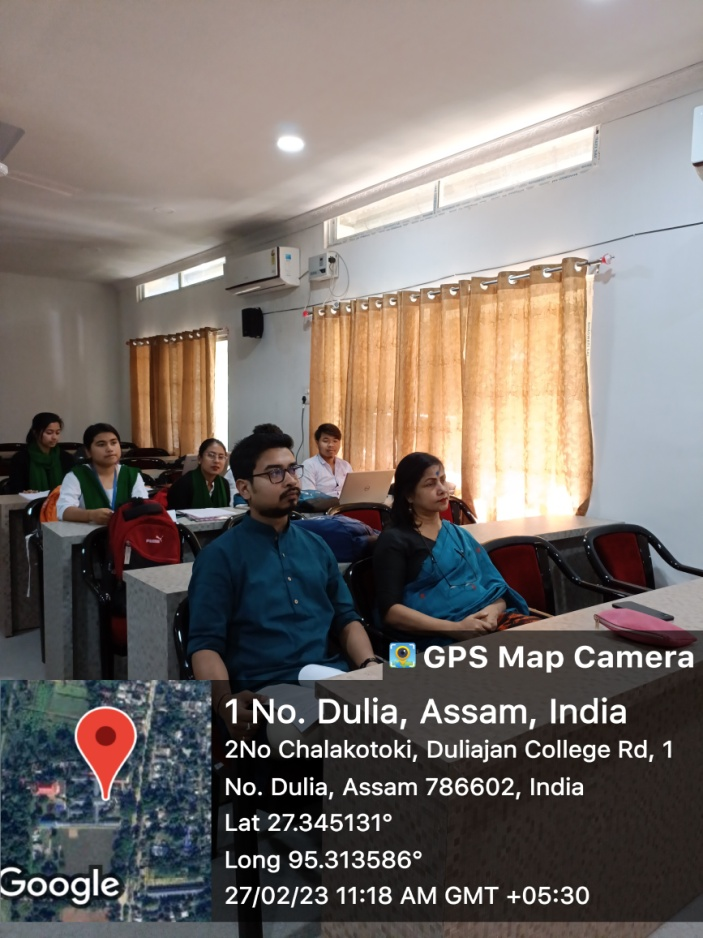 PUMA
GPS Map Camera
1 No. Dulia, Assam, India
2No Chalakotoki, Duliajan College Rd, 1
No. Dulia, Assam 786602, India
Lat 27.345131°
Long 95.313586°
27/02/23 11:18 AM GMT +05:30
Google